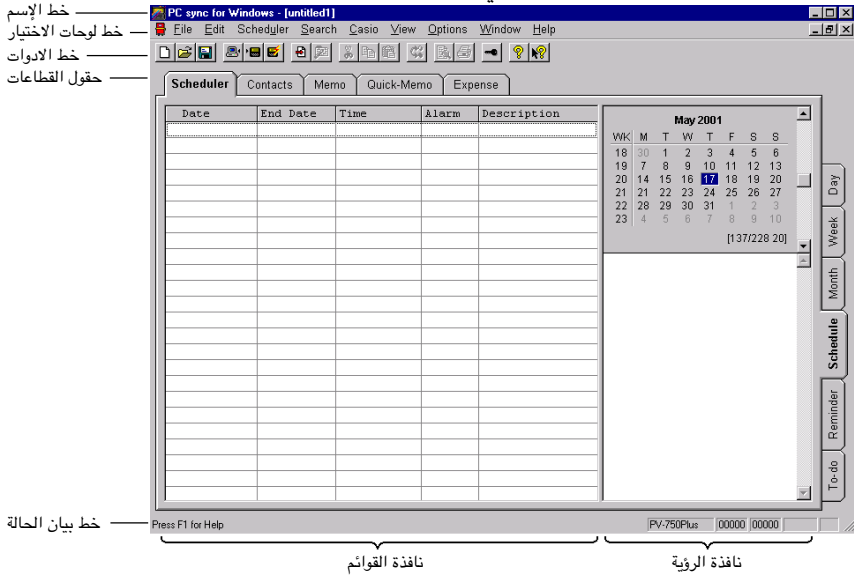 خط الإسم
PC sync for Windows - [untitled1]
خط لوحات الاختيار
File Edit Scheduler Search Casio View Options Window Help
خط الادوات
حقول القطاعات
Scheduler Contacts Memo Quick-Memo Expense
Date End Date Time Alarm Description
May 2001
WK M T W T F S S
18 30 1 2 3 4 5 6
19 7 8 9 10 11 12 13
20 14 15 16 17 18 19 20
21 21 22 23 24 25 26 27
22 28 29 30 31 1 2 3
23 4 5 6 7 8 9 10
[137/228 20]
Day
Week
Month
Schedule
Reminder
To-do
خط بيان الحالة
Press F1 for Help PV-750Plus 00000 00000
نافذة القوائم
نافذة الرؤية